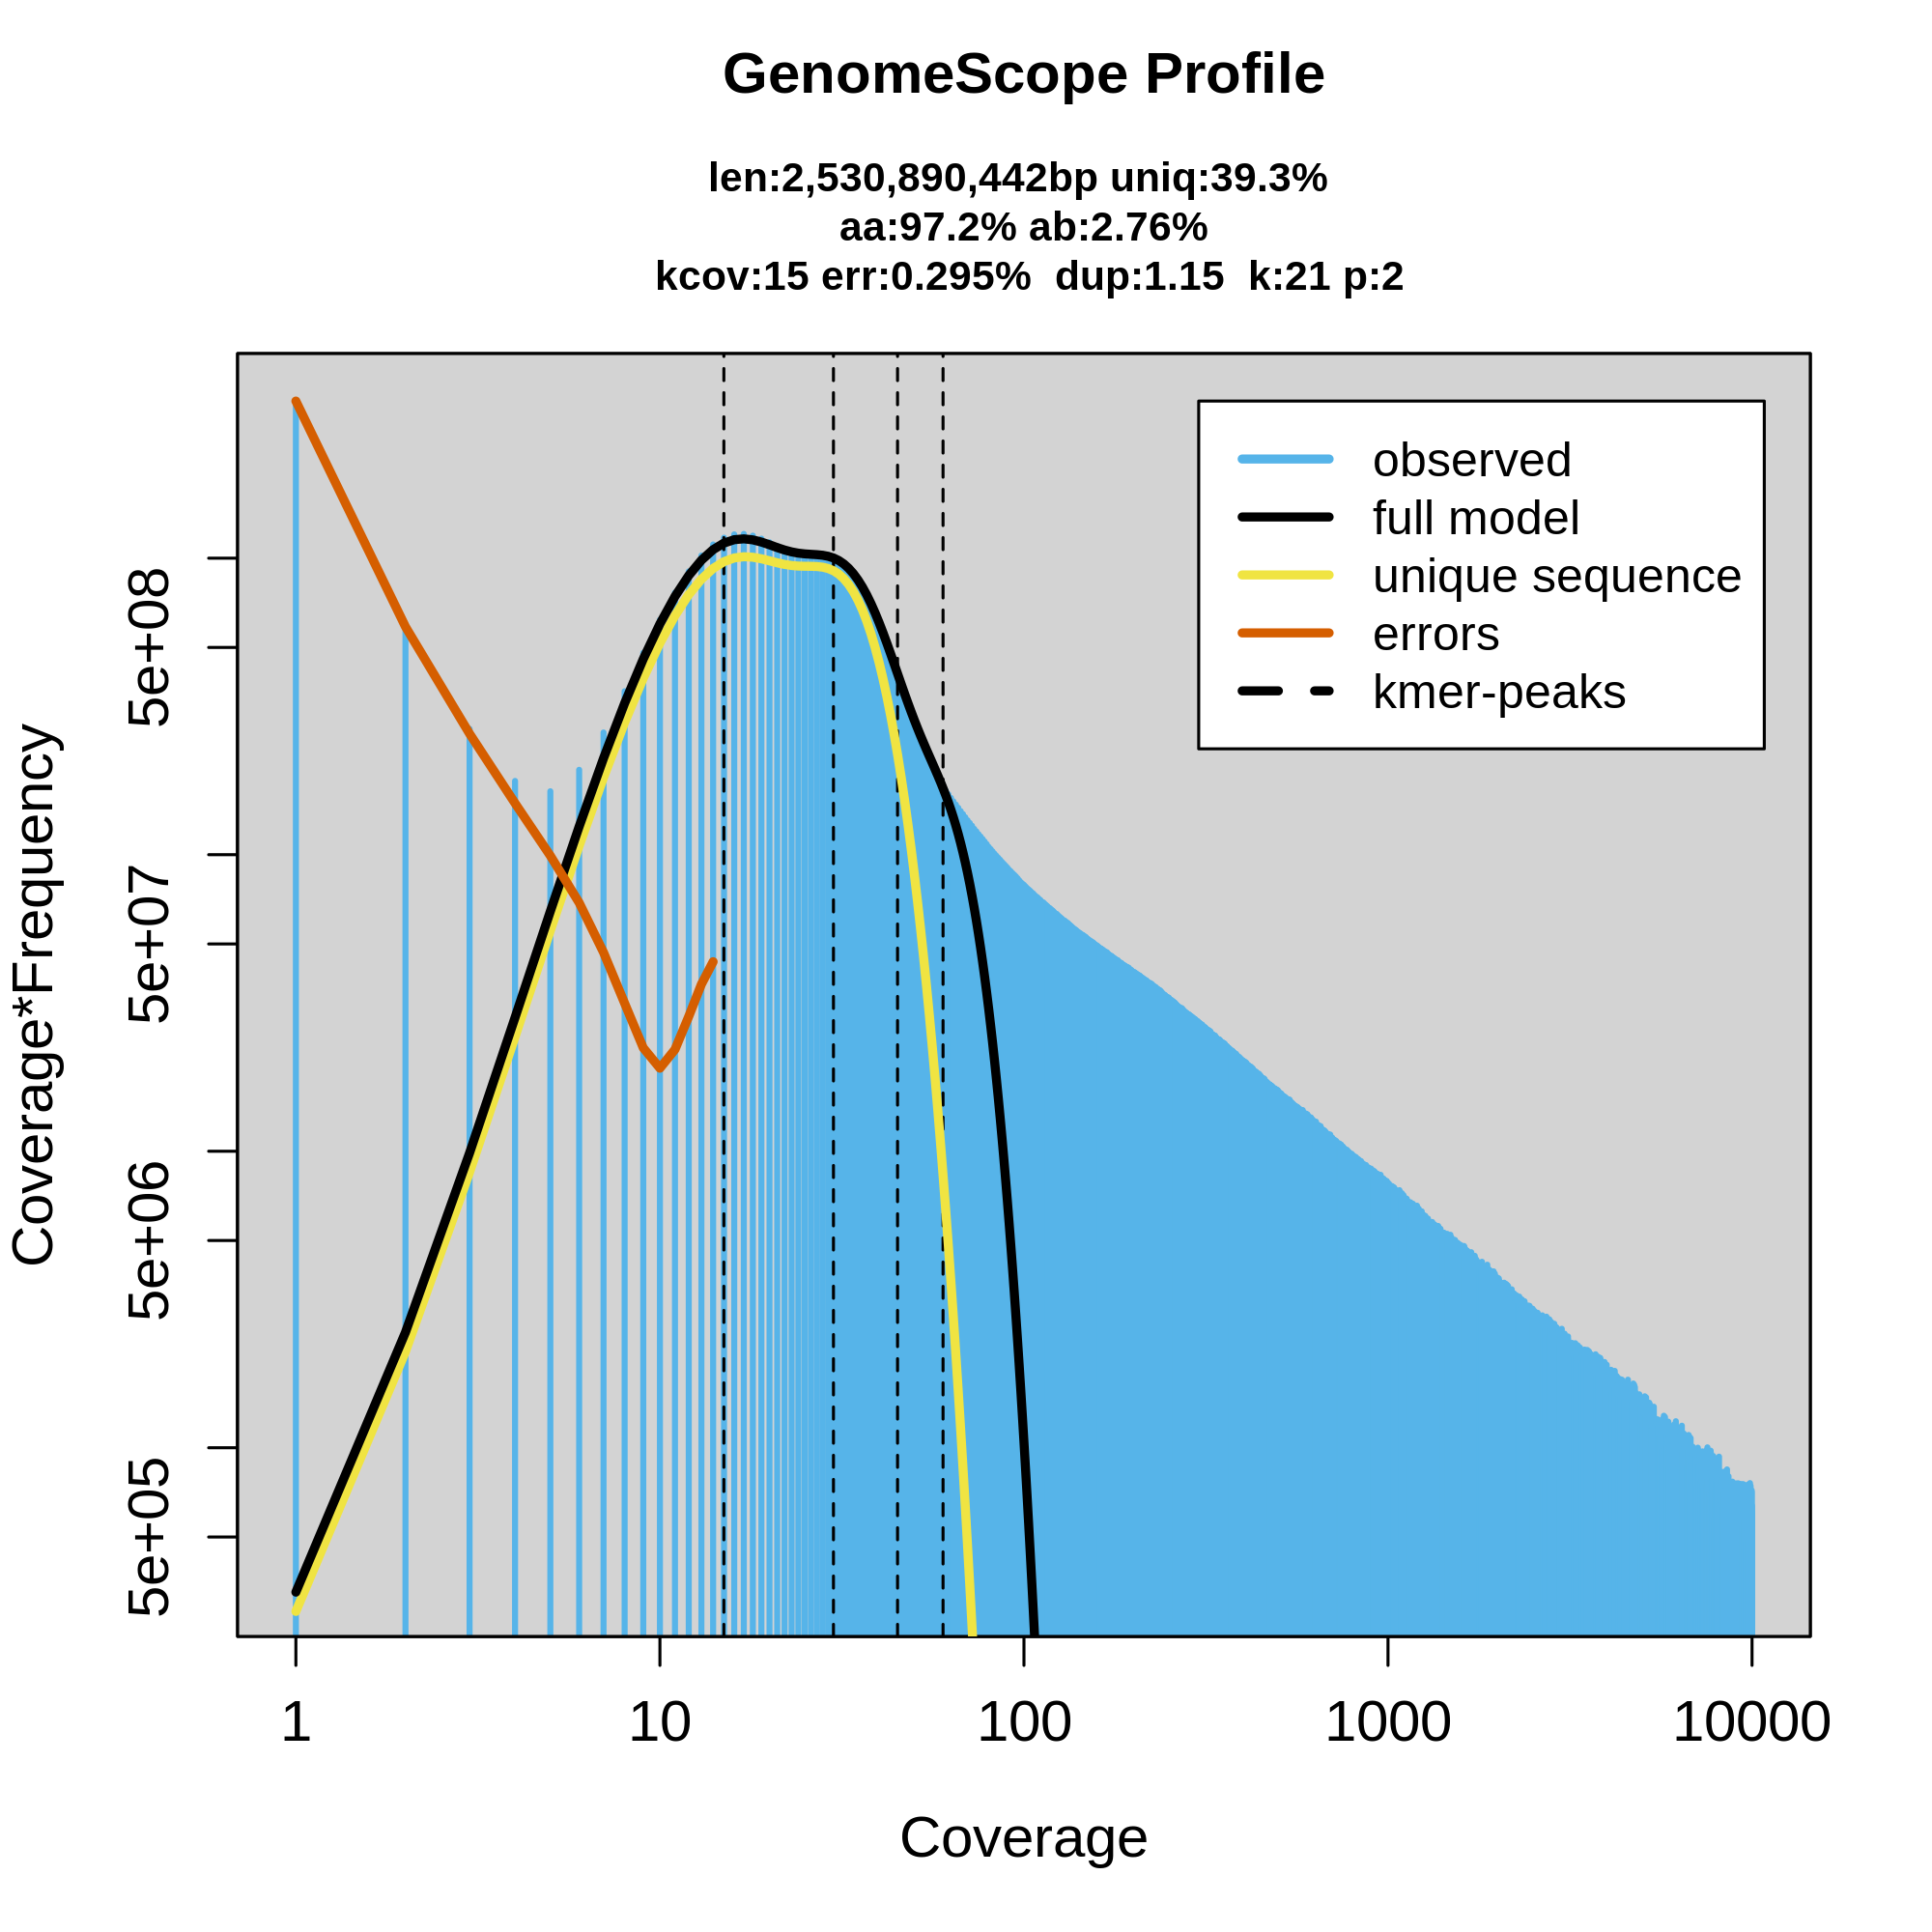 GenomeScope Profile
len:2,530,890,442bp uniq:39.3%
aa:97.2% ab:2.76%
kcov:15 err:0.295%  dup:1.15  k:21 p:2
observed
full model
unique sequence
errors
kmer-peaks
Coverage*Frequency
5e+08
5e+07
5e+06
5e+05
1
10
100
1000
10000
Coverage